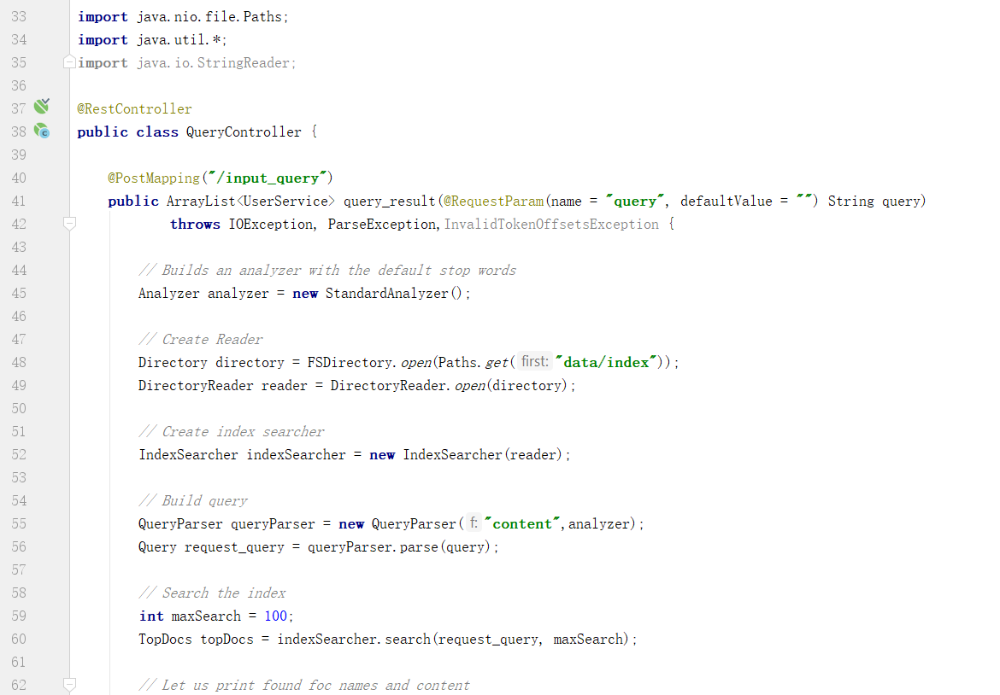 33 import java.nio.file.Paths;
34 import java.util.*;
35 import java.io.StringReader;
36
37 @RestController
38 public class QueryController {
39
40 @PostMapping("/input_query")
41 public ArrayList<UserService> query_result(@RequestParam(name = "query", defaultValue = "") String query)
42 throws IOException, ParseException,InvalidTokenOffsetsException {
43
44 // Builds an analyzer with the default stop words
45 Analyzer analyzer = new StandardAnalyzer();
46
47 // Create Reader
48 Directory directory = FSDirectory.open(Paths.get( first: "data/index"));
49 DirectoryReader reader = DirectoryReader.open(directory);
50
51 // Create index searcher
52 IndexSearcher indexSearcher = new IndexSearcher(reader);
53
54 // Build query
55 QueryParser queryParser = new QueryParser( f: "content",analyzer);
56 Query request_query = queryParser.parse(query);
57
58 // Search the index
59 int maxSearch = 100;
60 TopDocs topDocs = indexSearcher.search(request_query, maxSearch);
61
62 // Let us print found foc names and content